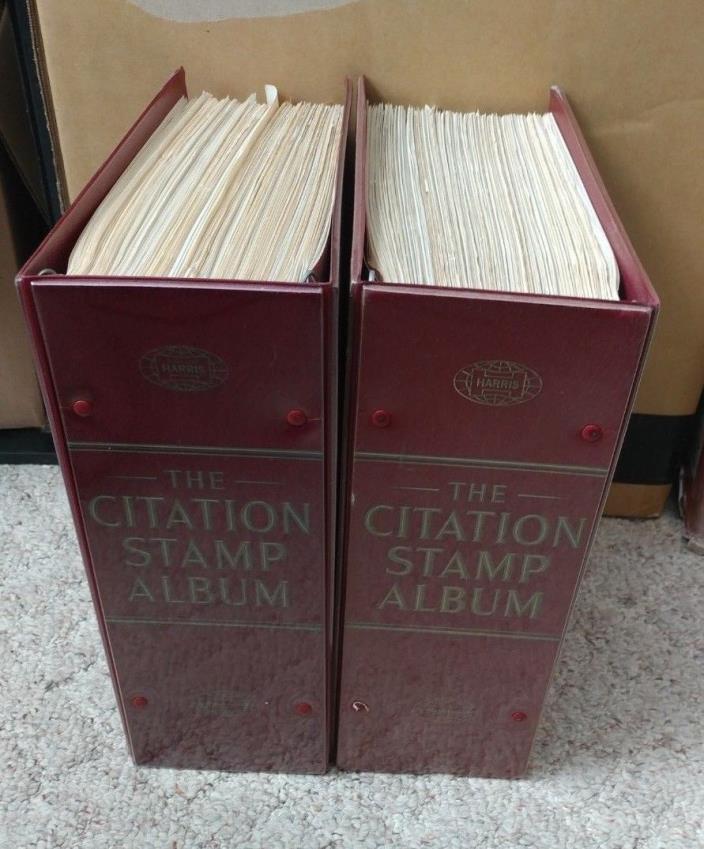 HARRIS
THE
CITATION
STAMP
ALBUM
HARRIS
THE
CITATION
STAMP
ALBUM